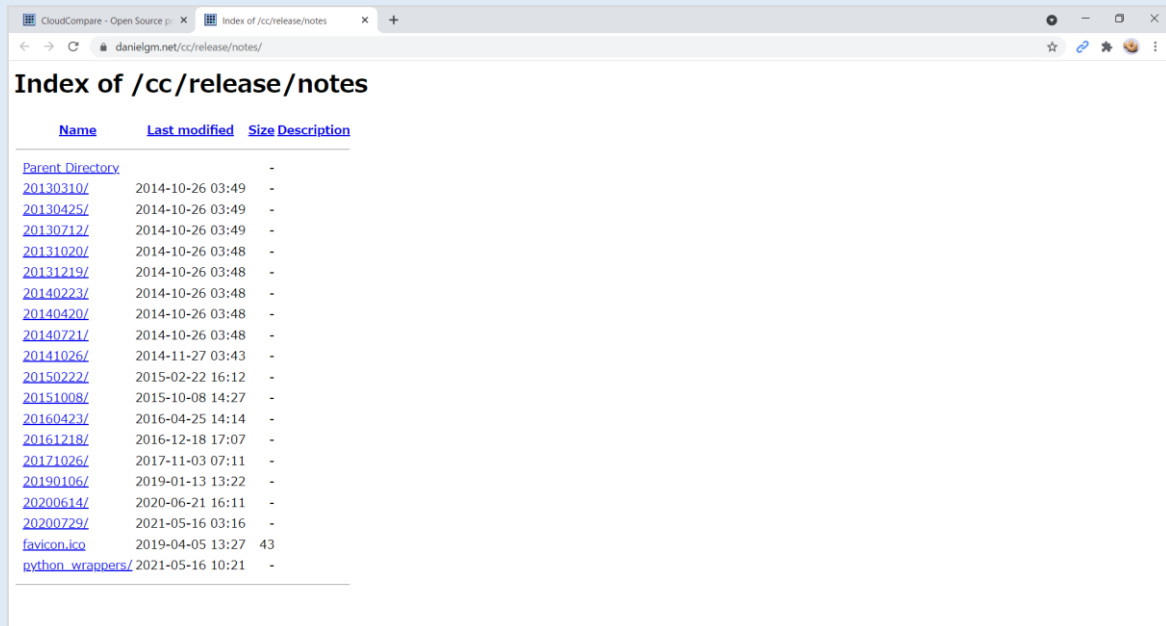 CloudCompare - Open Source pr
Index of /cc/release/notes
danielgm.net/cc/release/notes/
Index of /cc/release/notes
Name Last modified Size Description
Parent Directory -
20130310/ 2014-10-26 03:49 -
20130425/ 2014-10-26 03:49 -
20130712/ 2014-10-26 03:49 -
20131020/ 2014-10-26 03:48 -
20131219/ 2014-10-26 03:48 -
20140223/ 2014-10-26 03:48 -
20140420/ 2014-10-26 03:48 -
20140721/ 2014-10-26 03:48 -
20141026/ 2014-11-27 03:43 -
20150222/ 2015-02-22 16:12 -
20151008/ 2015-10-08 14:27 -
20160423/ 2016-04-25 14:14 -
20161218/ 2016-12-18 17:07 -
20171026/ 2017-11-03 07:11 -
20190106/ 2019-01-13 13:22 -
20200614/ 2020-06-21 16:11 -
20200729/ 2021-05-16 03:16 -
favicon.ico 2019-04-05 13:27 43
python_wrappers/ 2021-05-16 10:21 -